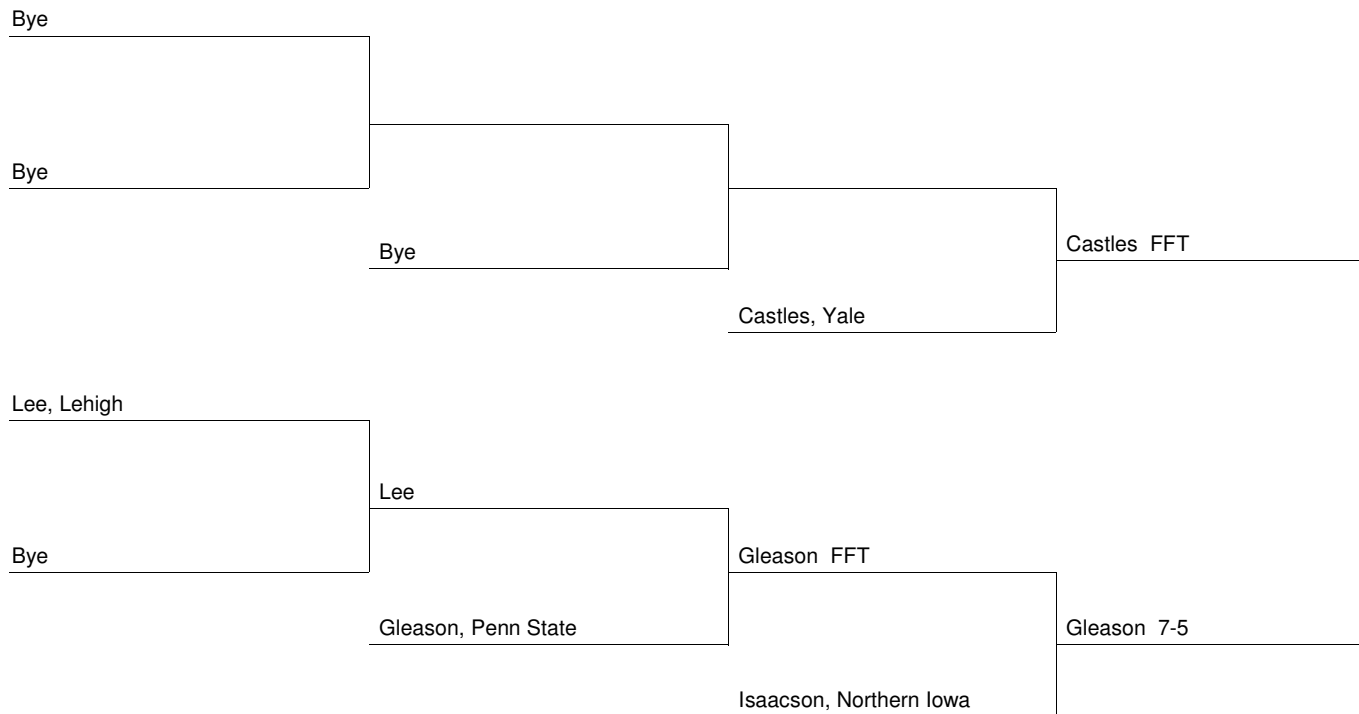 Bye
Bye
Bye
Castles FFT
Castles, Yale
Lee, Lehigh
Lee
Bye
Gleason FFT
Gleason, Penn State
Gleason 7-5
Isaacson, Northern Iowa